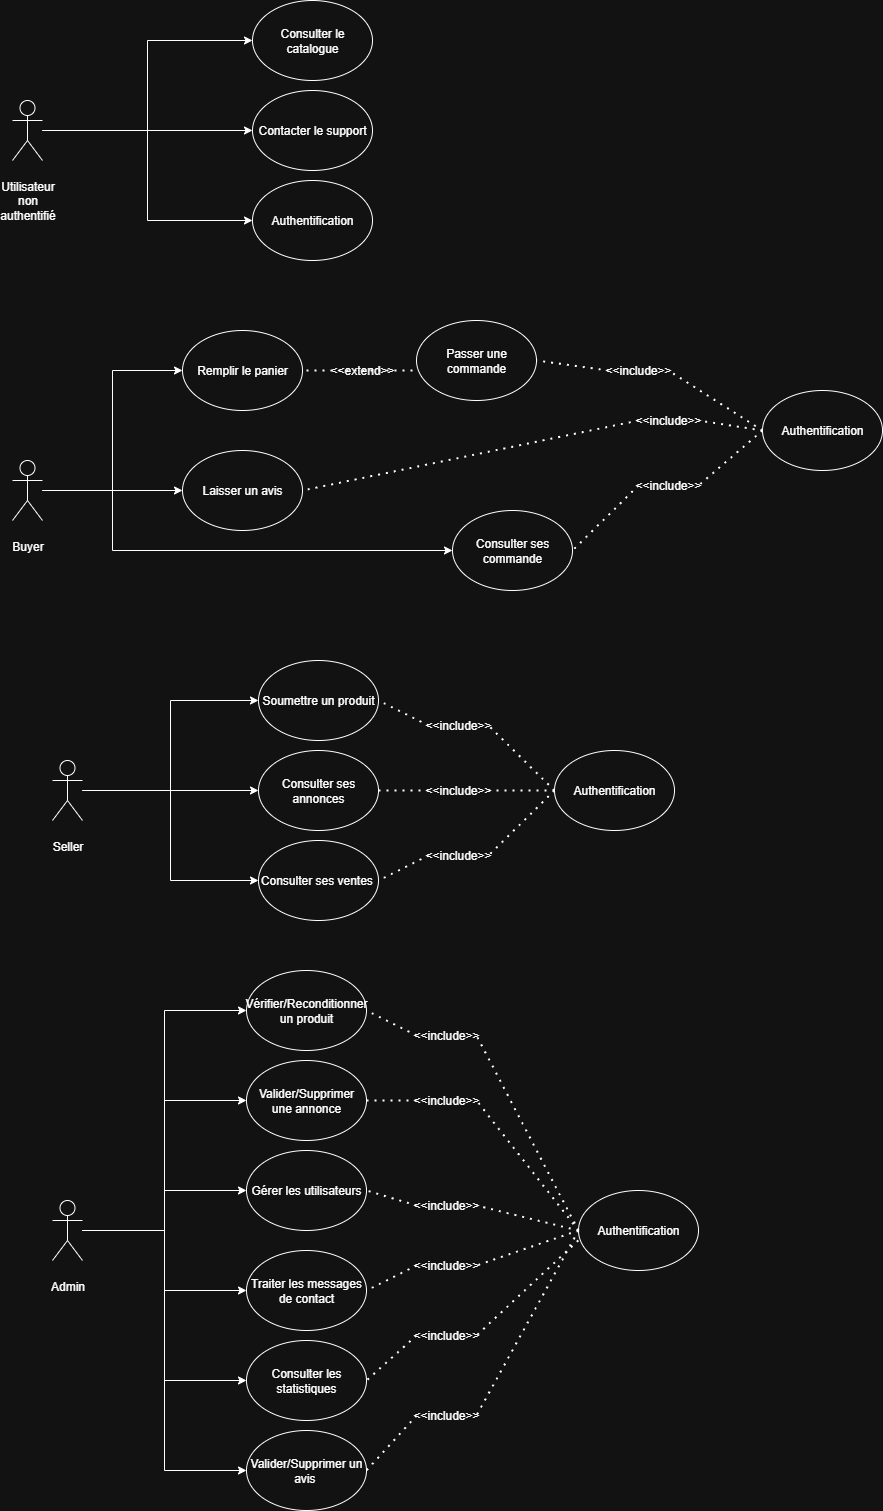 Consulter le
catalogue
Contacter le support
Utilisateur
non
authentifié
Authentification
Remplir le panier
<<extend>>
Passer une
commande
<<include>>
<<include>>
Authentification
Laisser un avis
<<include>>
Buyer
Consulter ses
commande
Soumettre un produit
<<include>>
Seller
Consulter ses
annonces
<<include>>
Authentification
Consulter ses ventes
<<include>>
Vérifier/Reconditionner
un produit
<<include>>
Valider/Supprimer
une annonce
<<include>>
Gérer les utilisateurs
<<include>>
Authentification
Admin
Traiter les messages
de contact
<<include>>
Consulter les
statistiques
<<include>>
Valider/Supprimer un
avis
<<include>>